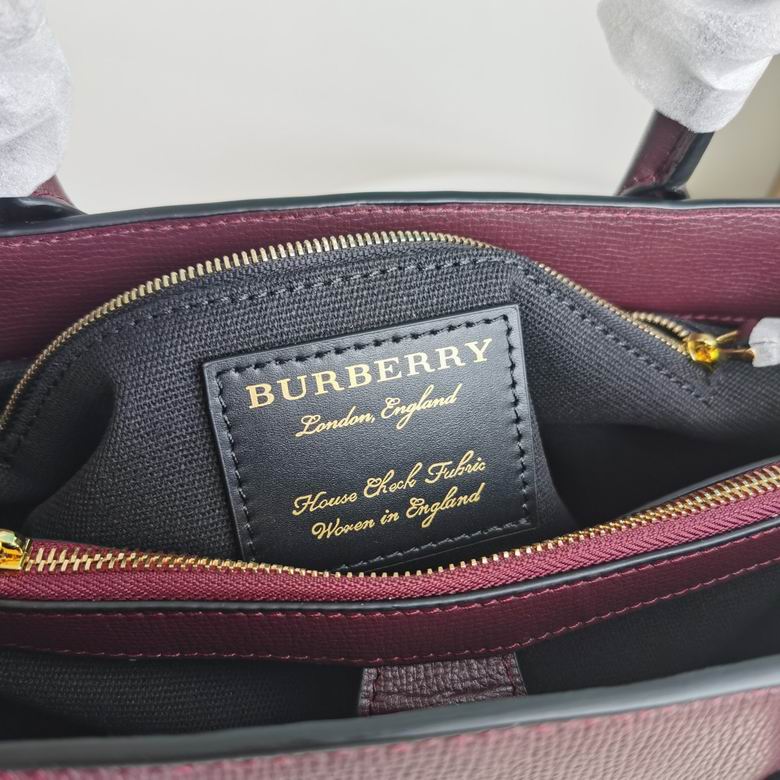 BURBERRY
London, England
House Check Fabric
Woven in England